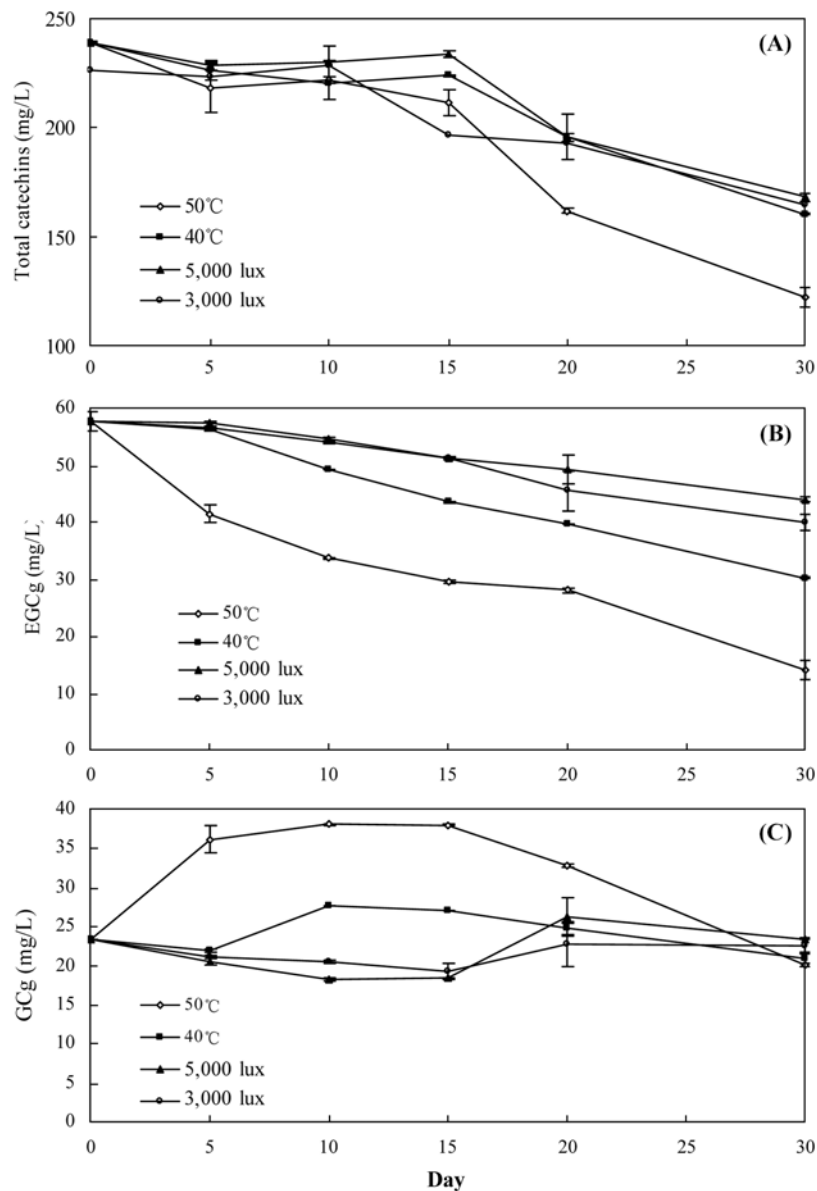 250
(A)
200
Total catechins (mg/L)
50℃
40℃
150
5,000 lux
3,000 lux
100
0 5 10 15 20 25 30
60
(B)
50
40
EGCg (mg/L)
30
50℃
20
40℃
5,000 lux
10
3,000 lux
0
0 5 10 15 20 25 30
40
(C)
35
30
25
GCg (mg/L)
20
15
50℃
10
40℃
5,000 lux
5
3,000 lux
0
0 5 10 15 20 25 30
Day